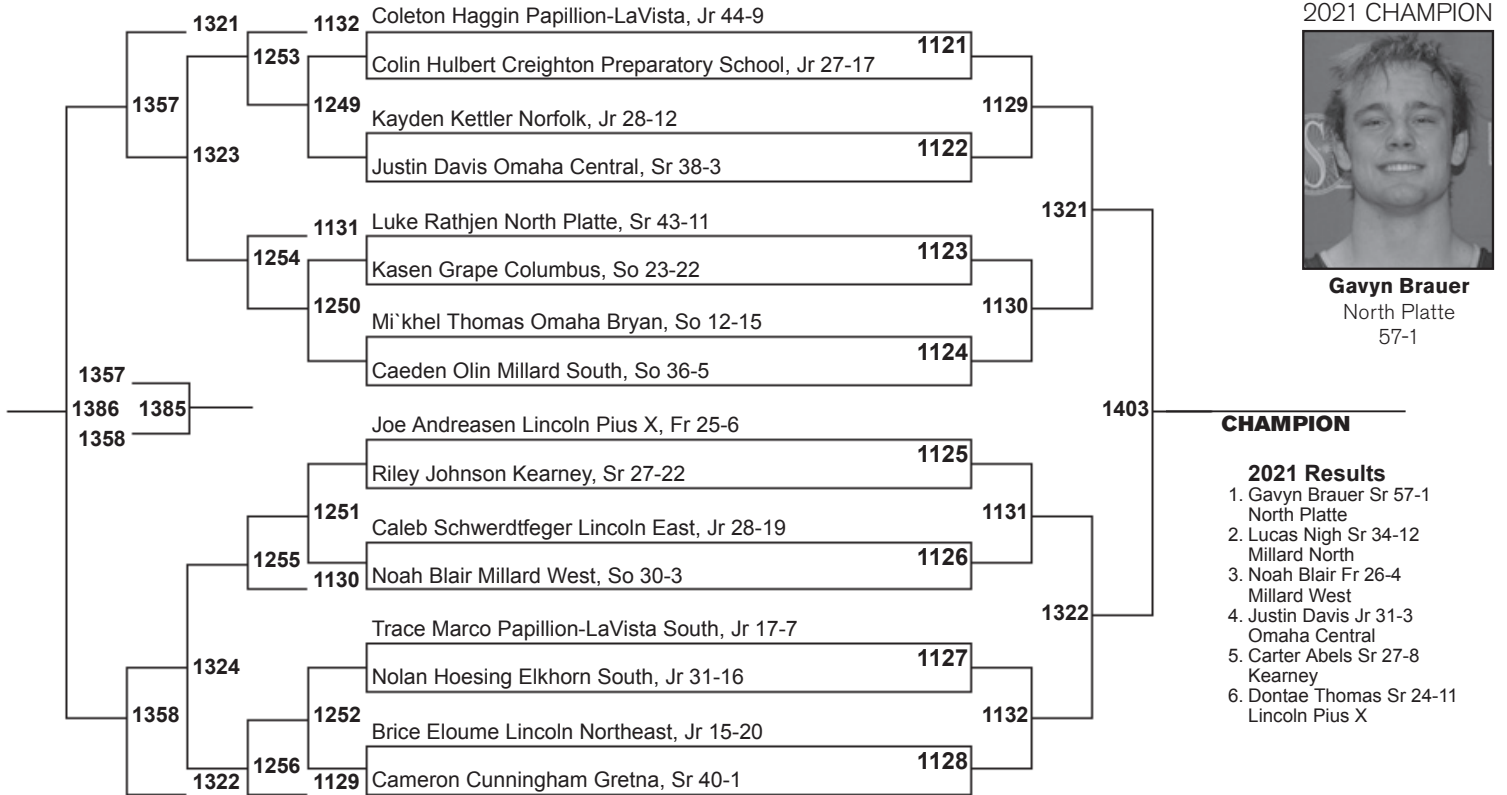 1321
1132
Coleton Haggin Papillion-LaVista, Jr 44-9
1121
1253
Colin Hulbert Creighton Preparatory School, Jr 27-17
1357
1249
1129
Kayden Kettler Norfolk, Jr 28-12
1323
1122
Justin Davis Omaha Central, Sr 38-3
1321
1131
Luke Rathjen North Platte, Sr 43-11
1123
1254
Kasen Grape Columbus, So 23-22
1250
1130
Mi`khel Thomas Omaha Bryan, So 12-15
1124
Caeden Olin Millard South, So 36-5
1357
1386
1385
1358
1403
Joe Andreasen Lincoln Pius X, Fr 25-6
1125
Riley Johnson Kearney, Sr 27-22
1251
1131
Caleb Schwerdtfeger Lincoln East, Jr 28-19
1255
1126
1130
Noah Blair Millard West, So 30-3
1322
Trace Marco Papillion-LaVista South, Jr 17-7
1324
1127
Nolan Hoesing Elkhorn South, Jr 31-16
1358
1252
1132
Brice Eloume Lincoln Northeast, Jr 15-20
1256
1128
1322
1129
Cameron Cunningham Gretna, Sr 40-1
2021 CHAMPION
S
Gavyn Brauer
North Platte
57-1
CHAMPION
2021 Results
1. Gavyn Brauer Sr 57-1
North Platte
2. Lucas Nigh Sr 34-12
Millard North
3. Noah Blair Fr 26-4
Millard West
4. Justin Davis Jr 31-3
Omaha Central
5. Carter Abels Sr 27-8
Kearney
6. Dontae Thomas Sr 24-11
Lincoln Pius X